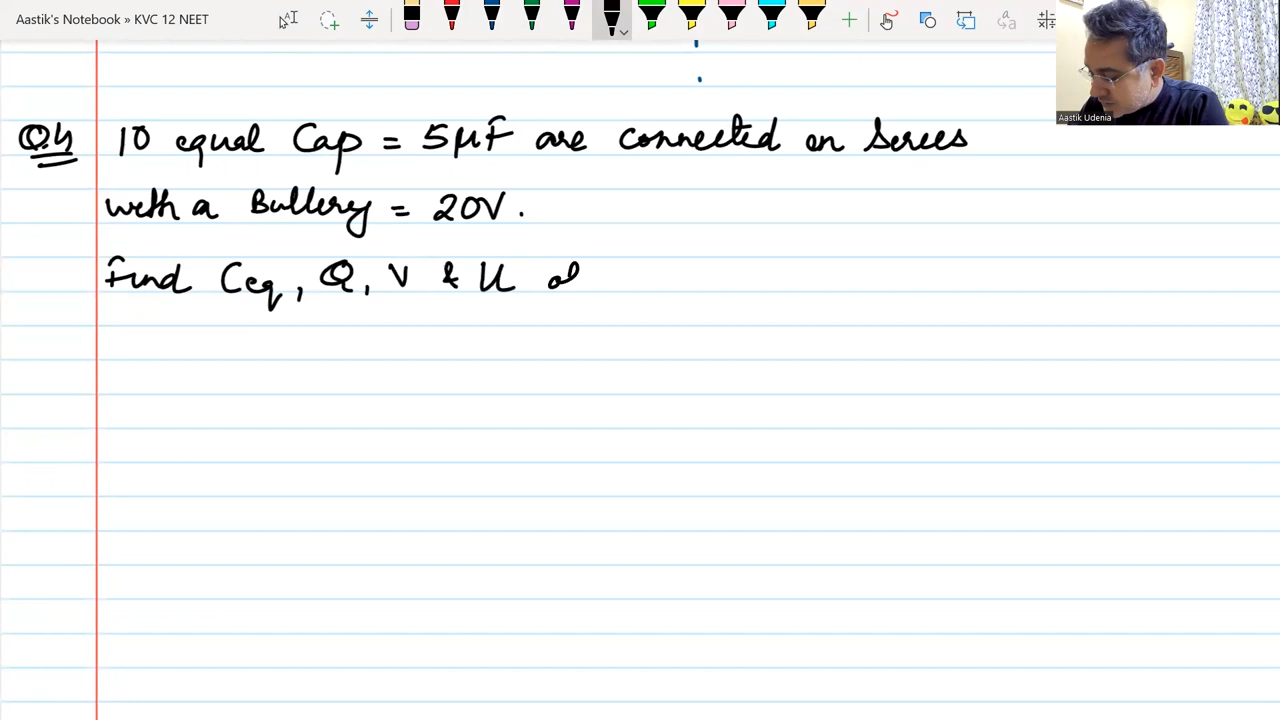 Aastik's Notebook » KVC 12 NEET
Aastik Udenia
Q.4 10 equal Cap = 5μF are connected in Series
with a Battery = 20V.
Find Ceq, Q, V & U of